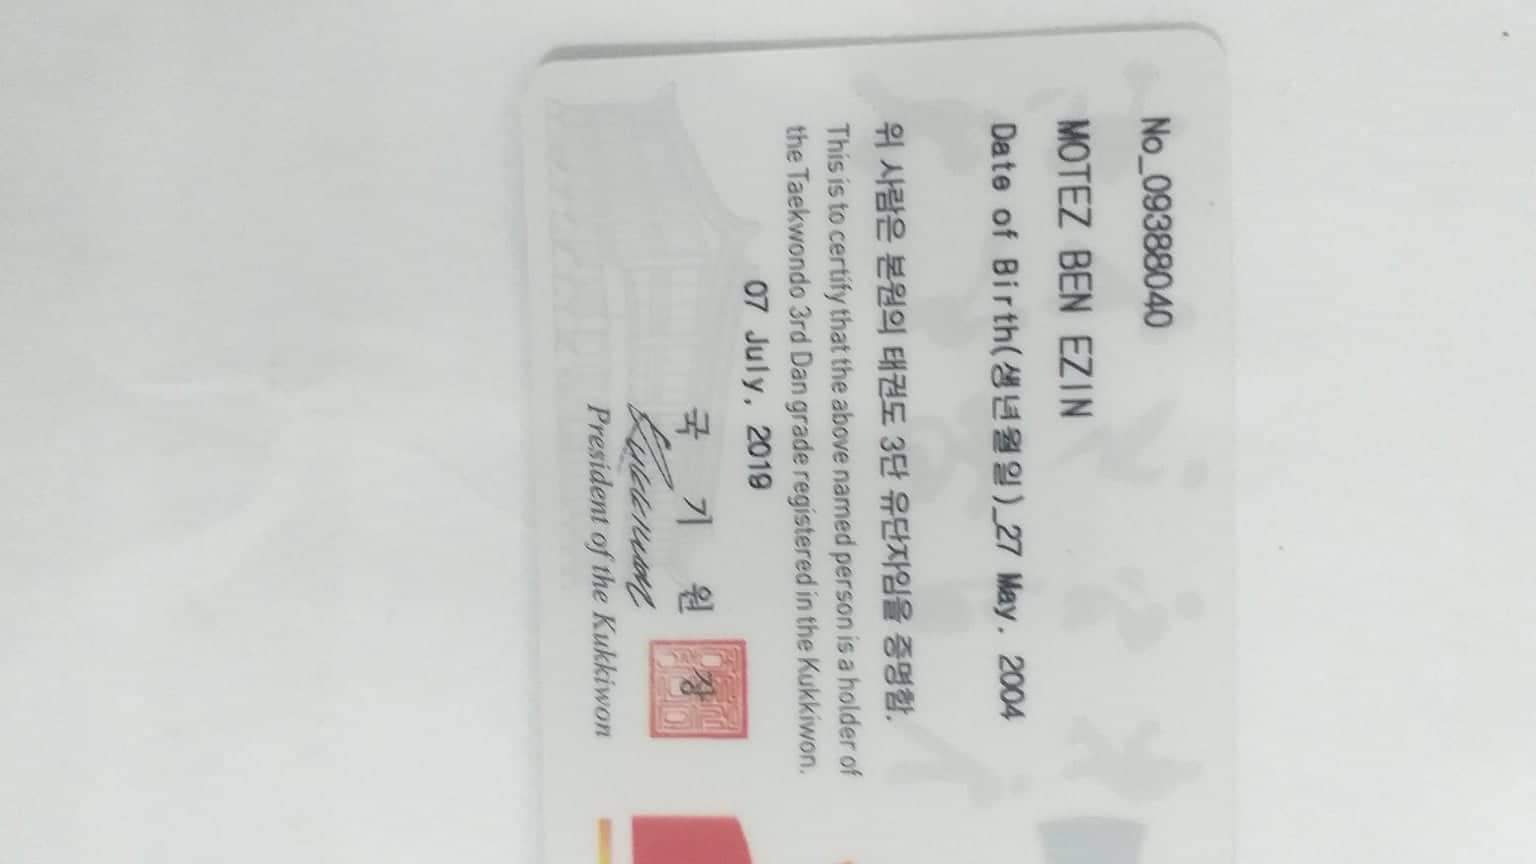 No_09388040
MOTEZ BEN EZIN
Date of Birth(생년월일)_27 May. 2004
위 사람은 본원의 태권도 3단 유단자임을 증명함.
This is to certify that the above named person is a holder of
the Taekwondo 3rd Dan grade registered in the Kukkiwon.
07 July, 2019
국 기 원 장
President of the Kukkiwon